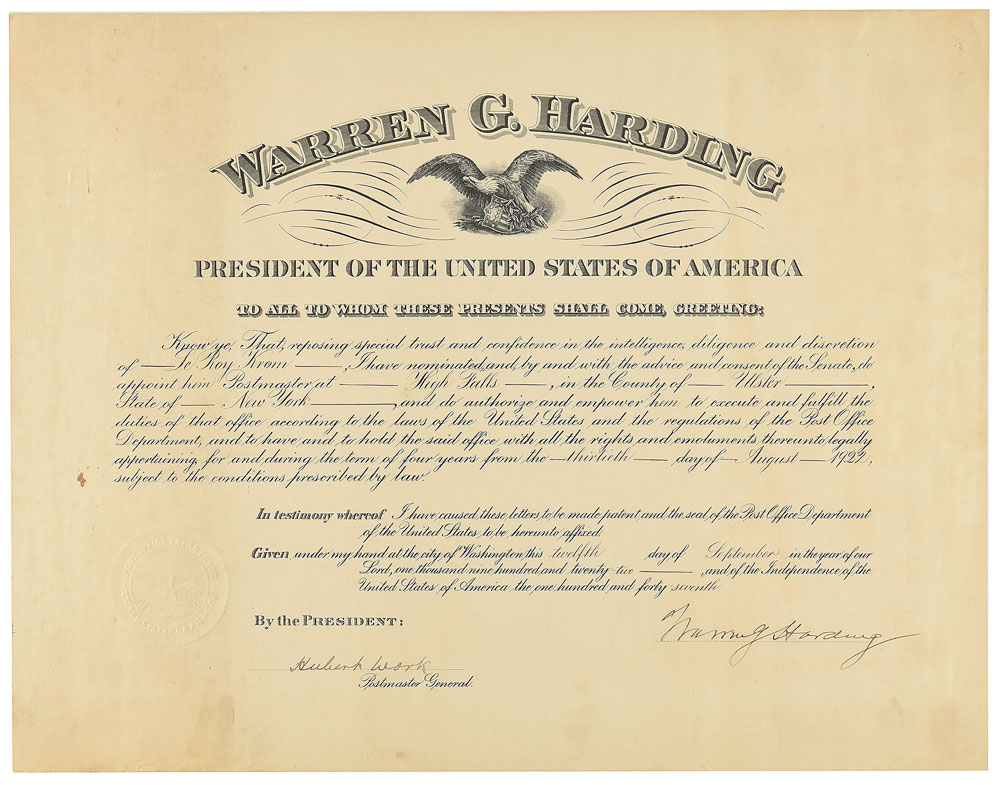 WARREN G. HARDING
PRESIDENT OF THE UNITED STATES OF AMERICA
TO ALL TO WHOM THESE PRESENTS SHALL COME, GREETING:
Know ye, That, reposing special trust and confidence in the intelligence, diligence, and discretion
of — Le Roy Krom —, I have nominated, and, by and with the advice and consent of the Senate, do
appoint him Postmaster at — High Falls —, in the County of — Ulster —,
State of — New York —, and do authorize and empower him to execute and fulfill the
duties of that office according to the laws of the United States and the regulations of the Post Office
Department, and to have and to hold the said office with all the rights and emoluments thereunto legally
appertaining, for and during the term of four years from the — thirtieth — day of — August — 1922,
subject to the conditions prescribed by law.
In testimony whereof I have caused these letters to be made patent, and the seal of the Post Office Department
of the United States to be hereunto affixed.
Given under my hand at the city of Washington this twelfth day of September in the year of our
Lord, one thousand nine hundred and twenty-two —, and of the Independence of the
United States of America the one hundred and forty seventh
By the PRESIDENT:
Warren G Harding
Hubert Work
Postmaster General.